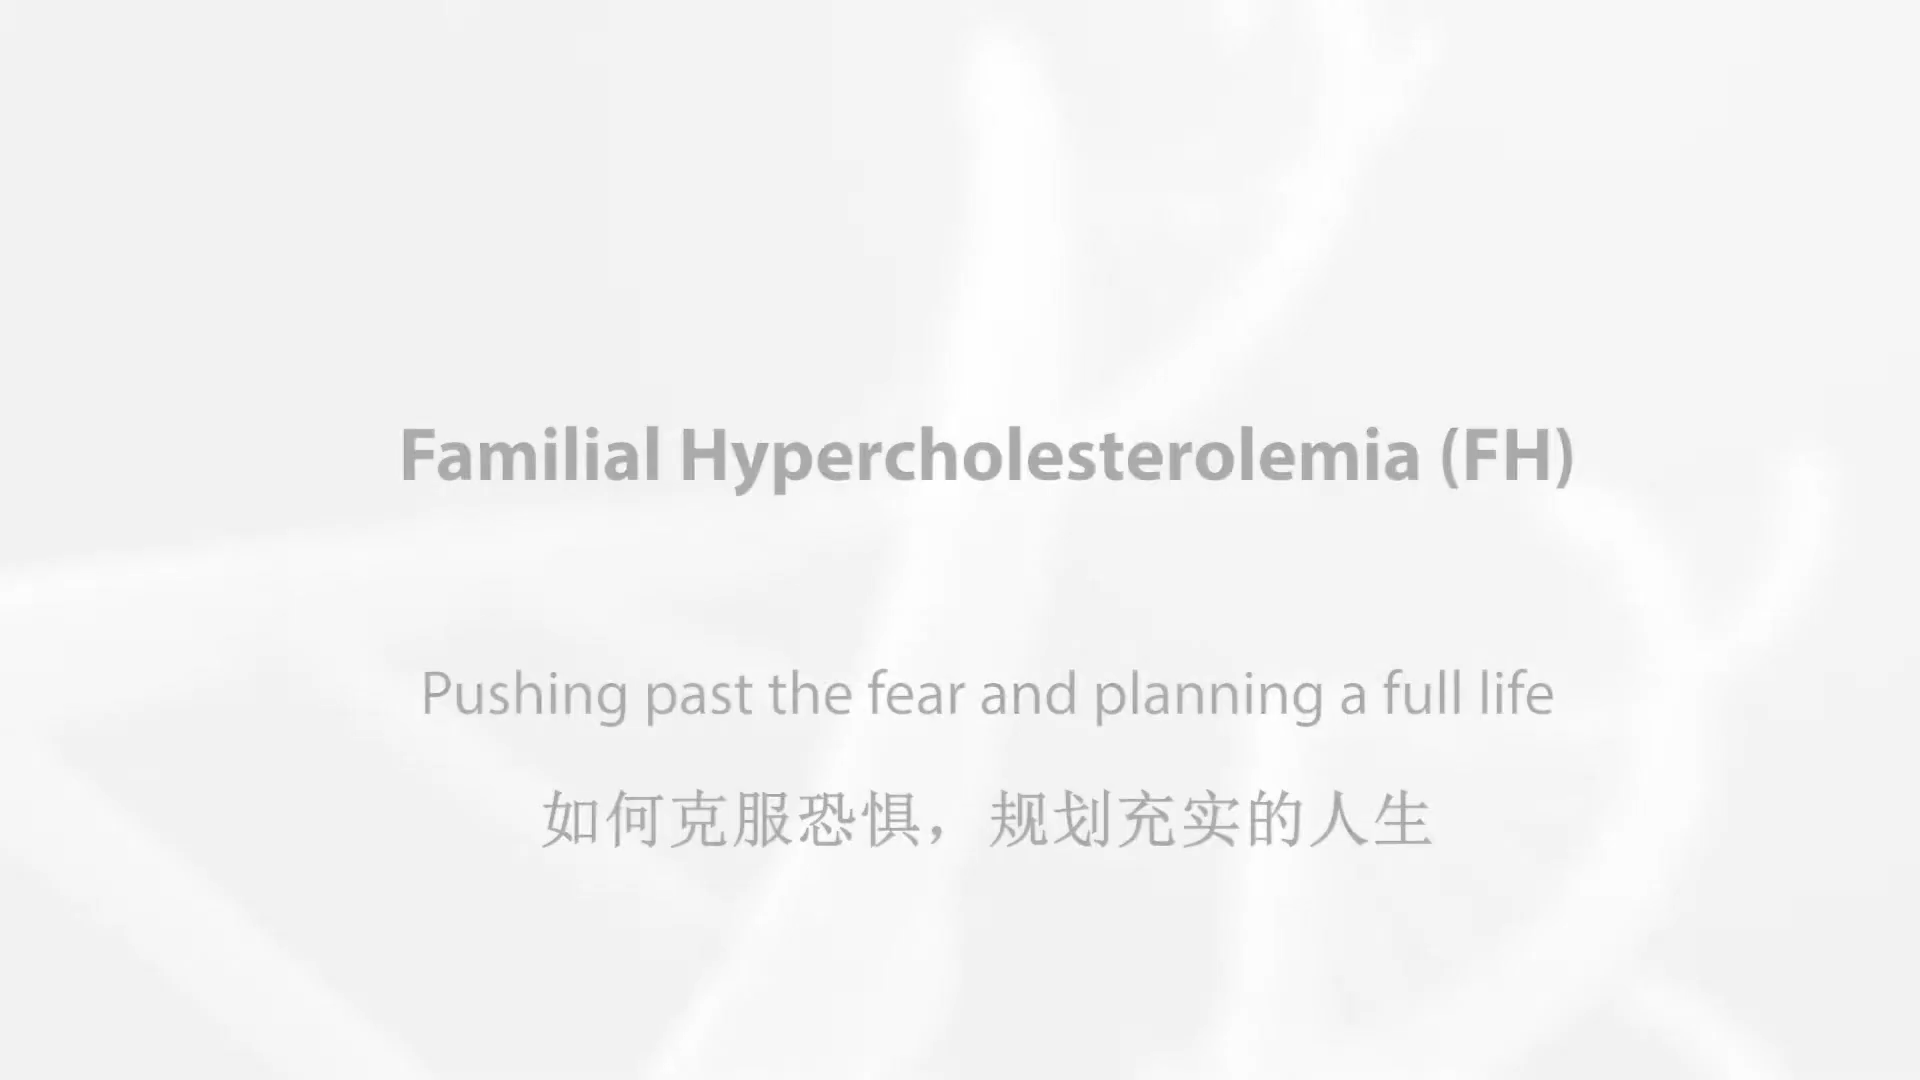 Familial Hypercholesterolemia (FH)
Pushing past the fear and planning a full life
如何克服恐惧，规划充实的人生